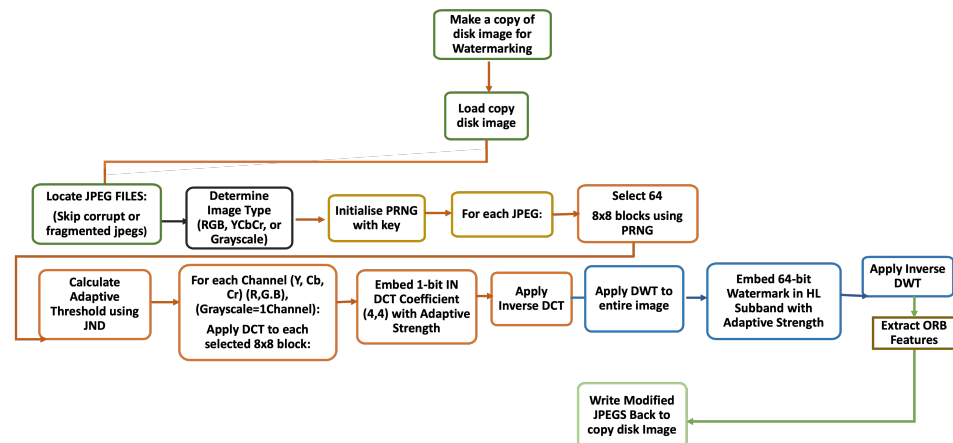 Make a copy of
disk image for
Watermarking
Load copy
disk image
Locate JPEG FILES:
(Skip corrupt or
fragmented jpegs)
Determine
Image Type
(RGB, YCbCr, or
Grayscale)
Initialise PRNG
with key
For each JPEG:
Select 64
8x8 blocks using
PRNG
Calculate
Adaptive
Threshold using
JND
For each Channel (Y, Cb,
Cr) (R,G.B),
(Grayscale=1Channel):
Apply DCT to each
selected 8x8 block:
Embed 1-bit IN
DCT Coefficient
(4,4) with Adaptive
Strength
Apply
Inverse DCT
Apply DWT to
entire image
Embed 64-bit
Watermark in HL
Subband with
Adaptive Strength
Apply Inverse
DWT
Extract ORB
Features
Write Modified
JPEGS Back to
copy disk Image